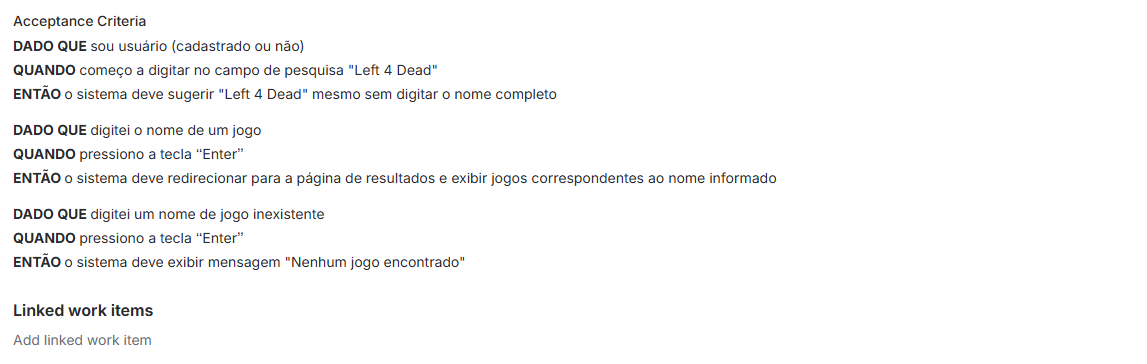 Acceptance Criteria
DADO QUE sou usuário (cadastrado ou não)
QUANDO começo a digitar no campo de pesquisa "Left 4 Dead"
ENTÃO o sistema deve sugerir "Left 4 Dead" mesmo sem digitar o nome completo
DADO QUE digitei o nome de um jogo
QUANDO pressiono a tecla “Enter”
ENTÃO o sistema deve redirecionar para a página de resultados e exibir jogos correspondentes ao nome informado
DADO QUE digitei um nome de jogo inexistente
QUANDO pressiono a tecla “Enter”
ENTÃO o sistema deve exibir mensagem "Nenhum jogo encontrado"
Linked work items
Add linked work item